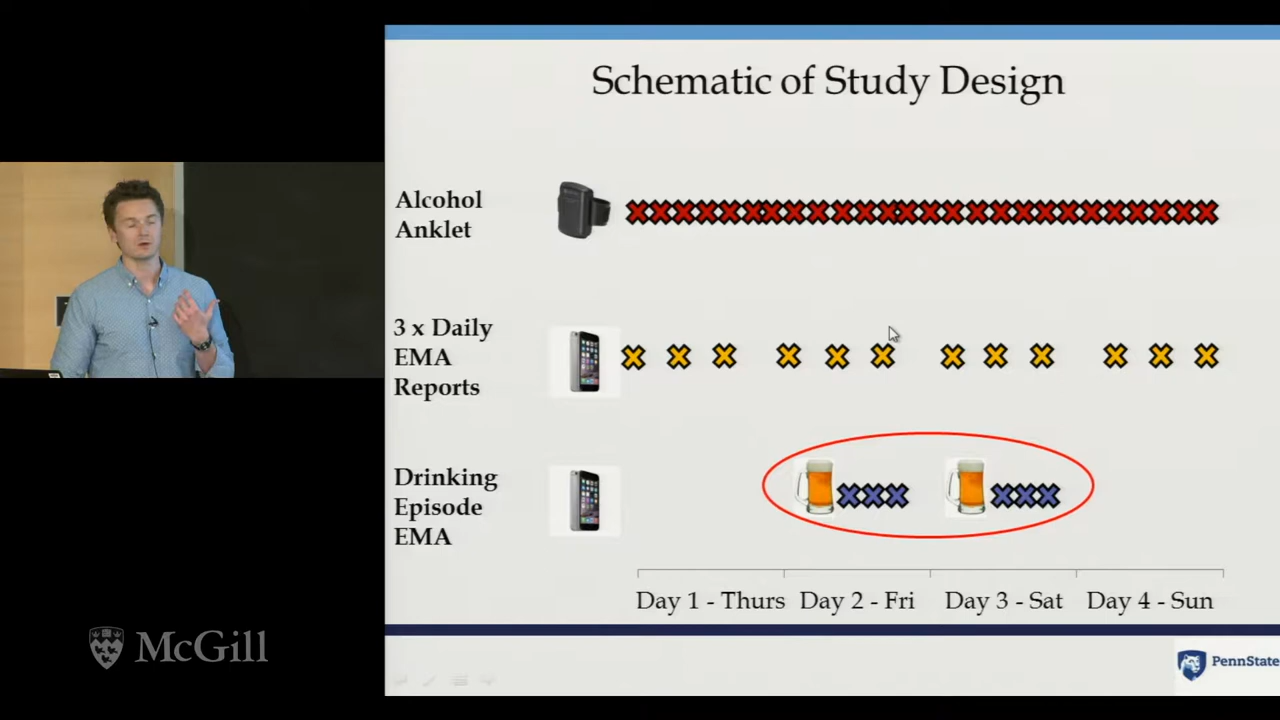 Schematic of Study Design
Alcohol
Anklet
3 x Daily
EMA
Reports
Drinking
Episode
EMA
Day 1 - Thurs
Day 2 - Fri
Day 3 - Sat
Day 4 - Sun
McGill
PennState